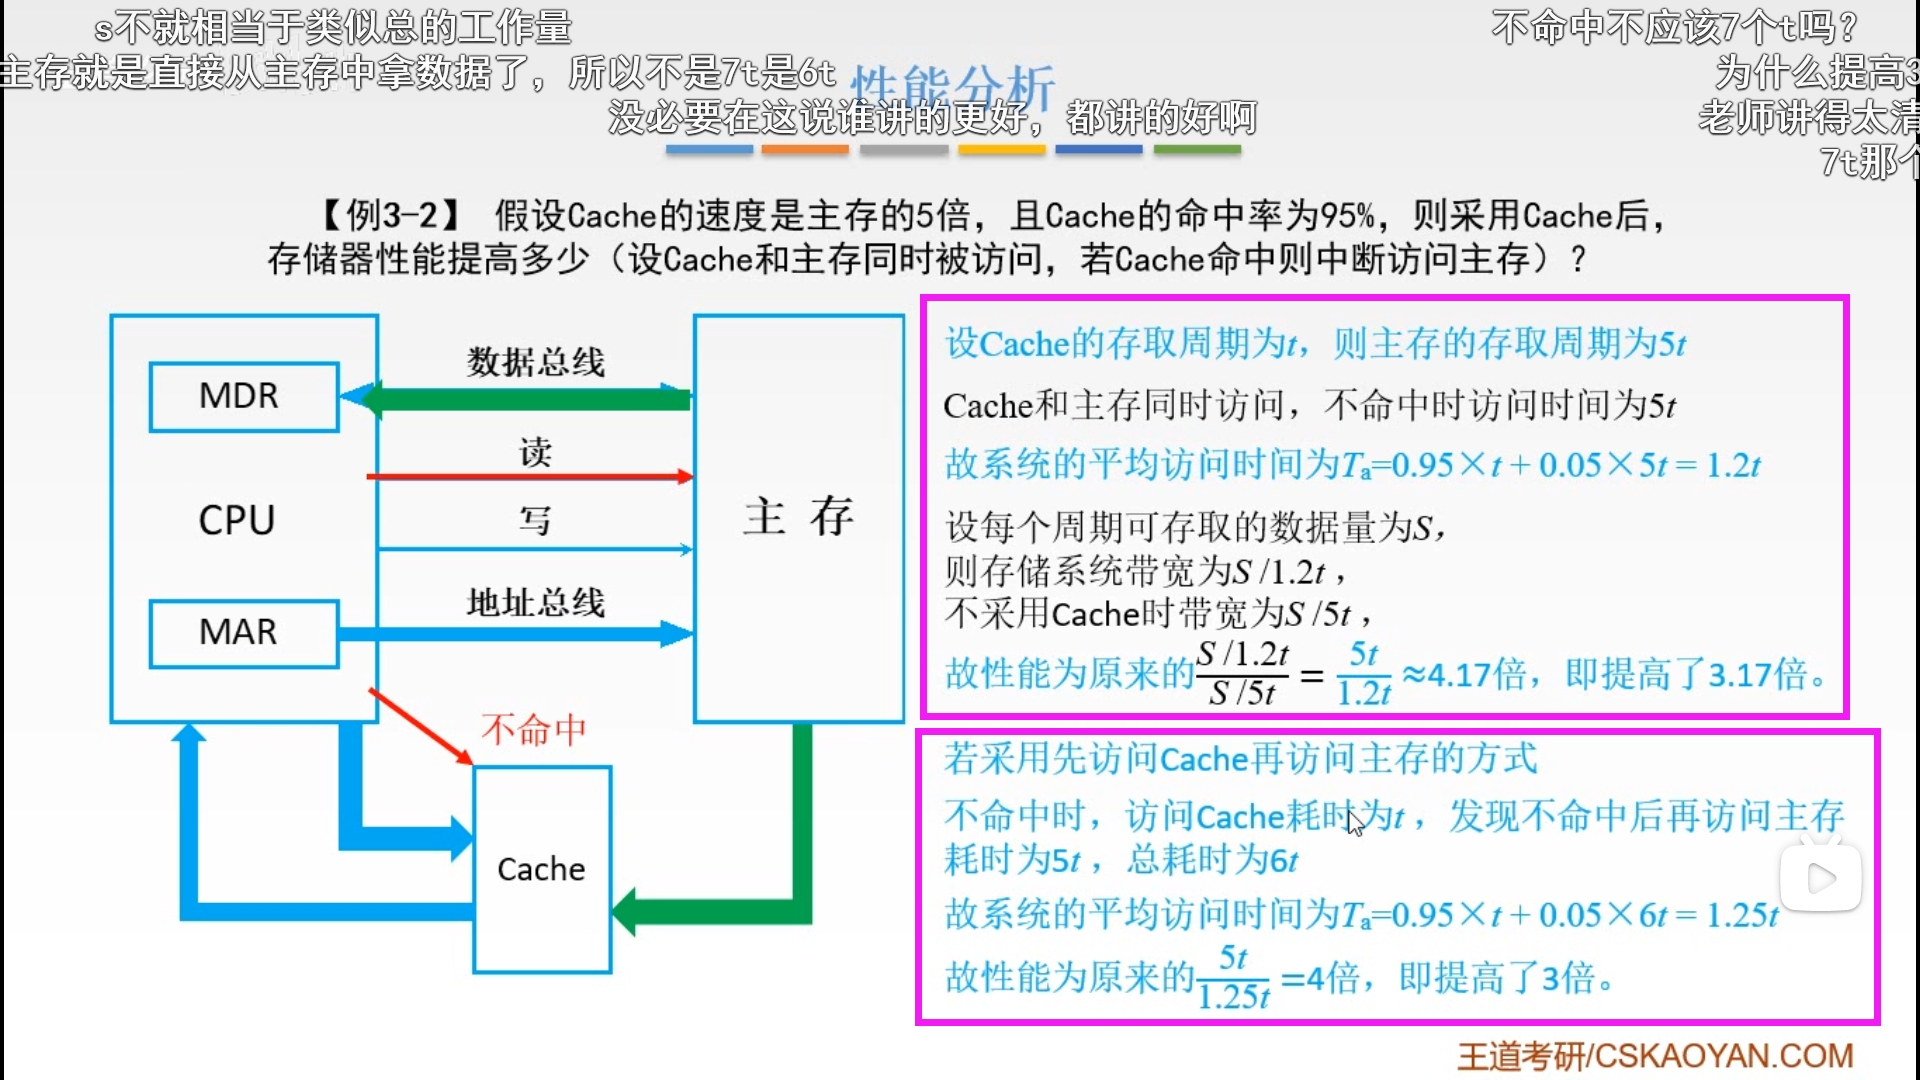 s不就相当于类似总的工作量
不命中不应该7个t吗?
主存就是直接从主存中拿数据了，所以不是7t是6t
为什么提高3
性能分析
没必要在这说谁讲的更好，都讲的好啊
老师讲得太清
7t那个
【例3-2】 假设Cache的速度是主存的5倍，且Cache的命中率为95%，则采用Cache后，
存储器性能提高多少（设Cache和主存同时被访问，若Cache命中则中断访问主存）?
数据总线
MDR
读
CPU
写
主 存
地址总线
MAR
不命中
Cache
设Cache的存取周期为t，则主存的存取周期为5t
Cache和主存同时访问，不命中时访问时间为5t
故系统的平均访问时间为Ta=0.95×t + 0.05×5t = 1.2t
设每个周期可存取的数据量为S，
则存储系统带宽为S /1.2t ，
不采用Cache时带宽为S /5t ，
故性能为原来的 (S /1.2t)/(S /5t) = 5t/1.2t ≈4.17倍，即提高了3.17倍。
若采用先访问Cache再访问主存的方式
不命中时，访问Cache耗时为t ，发现不命中后再访问主存
耗时为5t ，总耗时为6t
故系统的平均访问时间为Ta=0.95×t + 0.05×6t = 1.25t
故性能为原来的 5t/1.25t =4倍，即提高了3倍。
王道考研/CSKAOYAN.COM